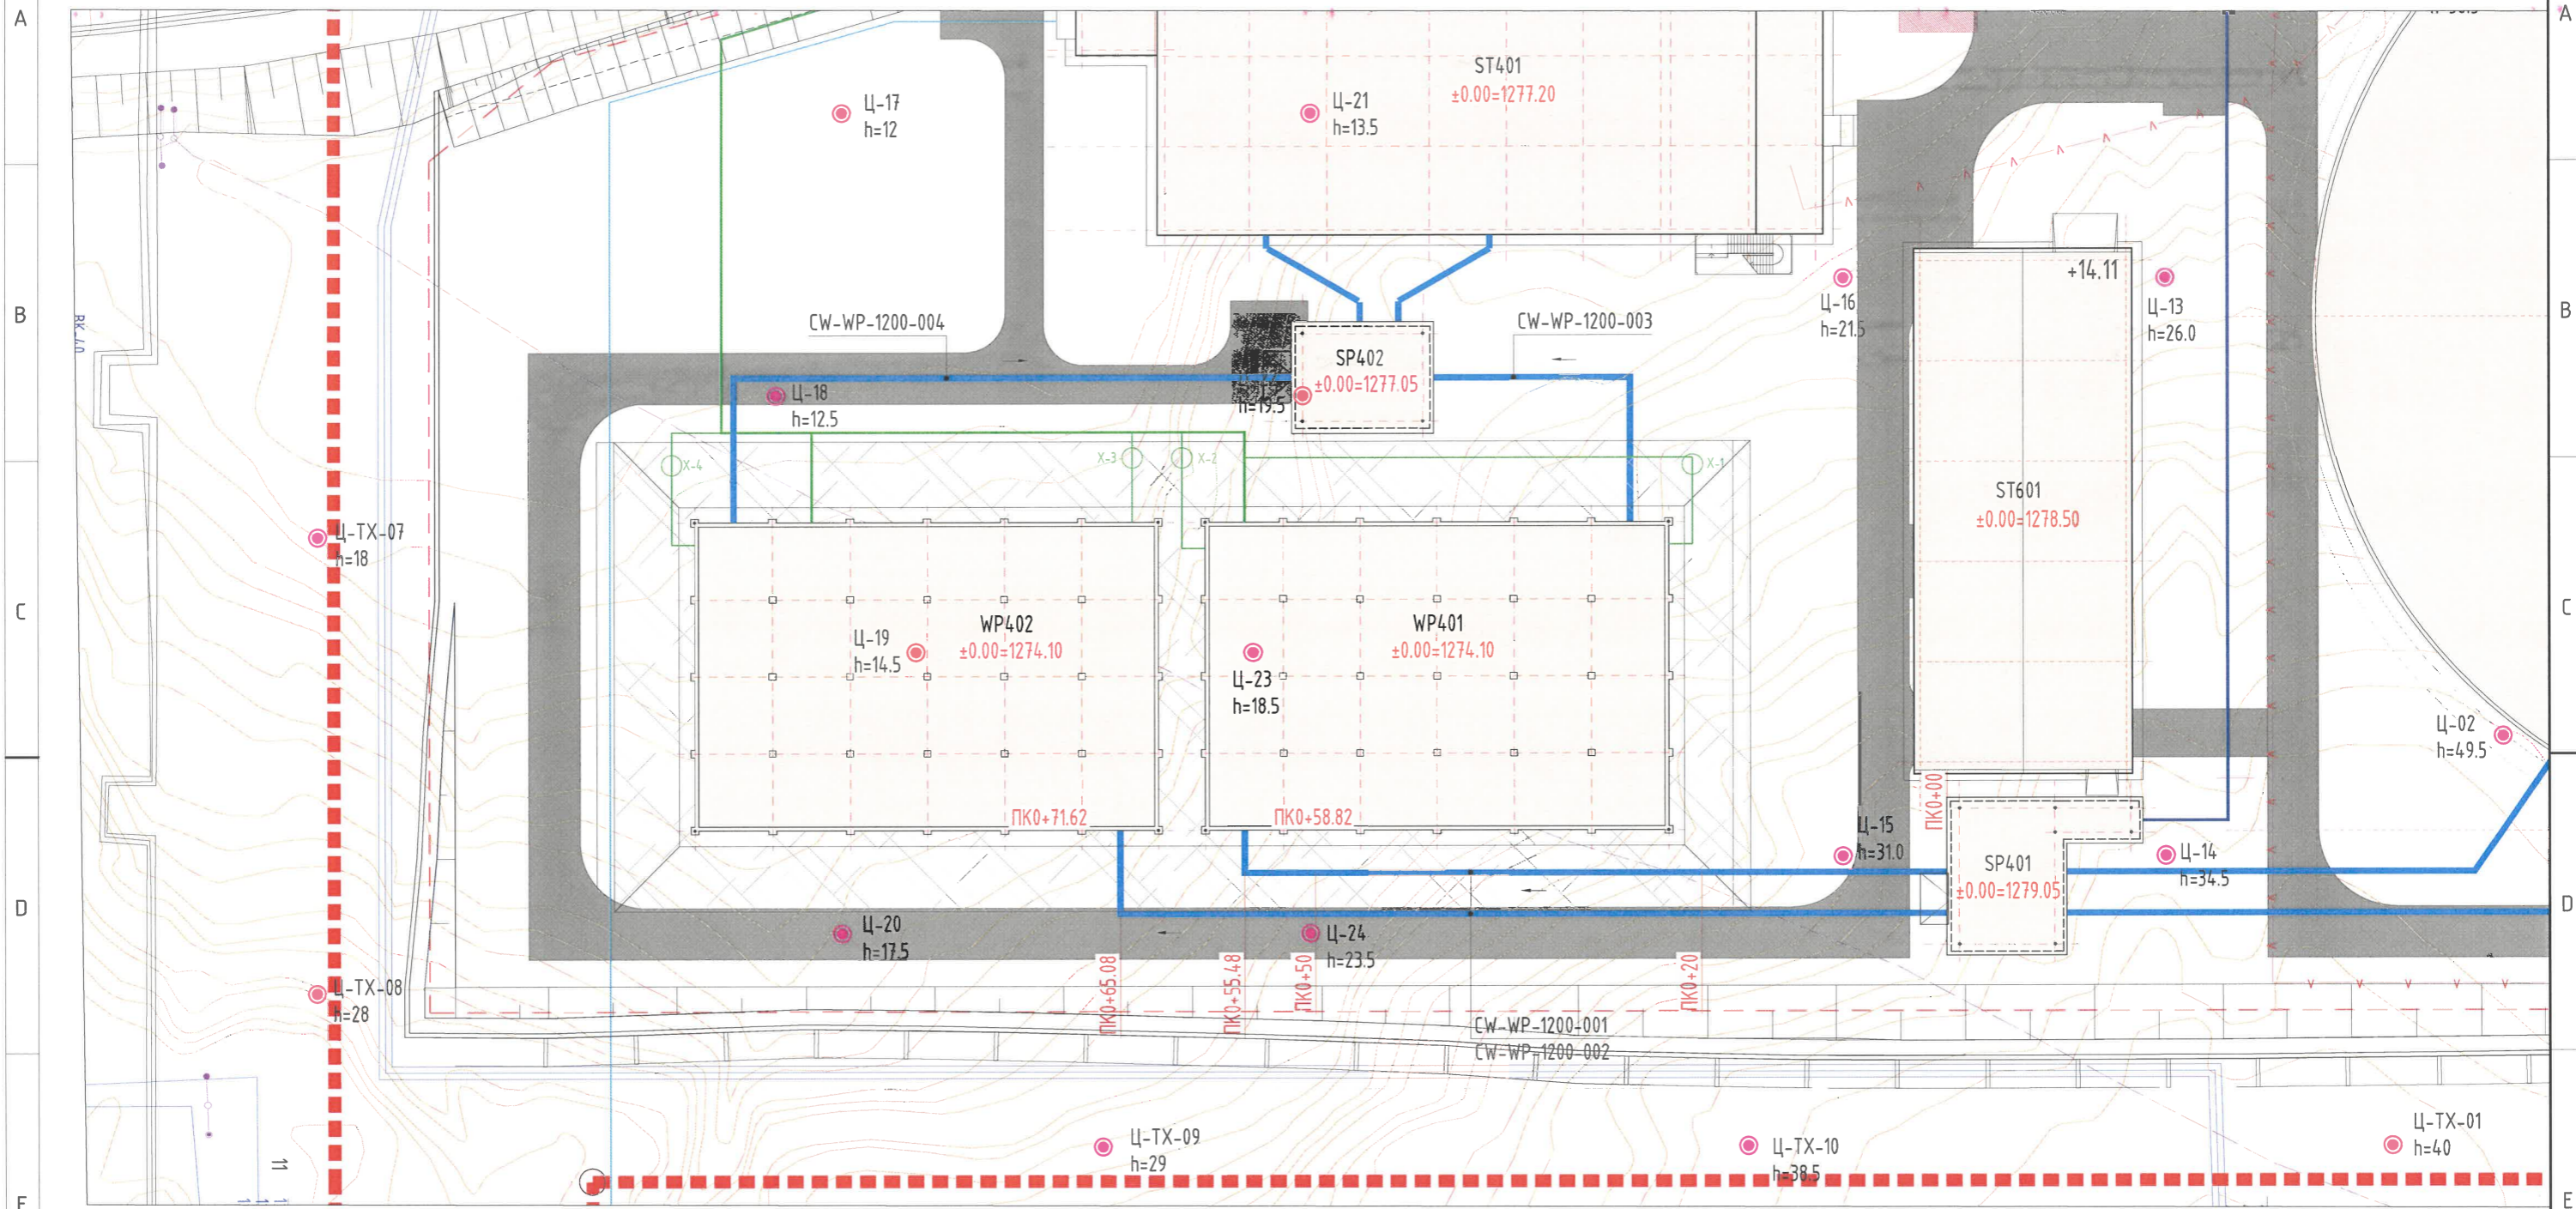 A
A
ST401
±0.00=1277.20
Ц-17
h=12
Ц-21
h=13.5
B
B
+14.11
Ц-16
h=21.5
Ц-13
h=26.0
CW-WP-1200-004
CW-WP-1200-003
SP402
±0.00=1277.05
Ц-18
h=12.5
h=19.5
X-4
X-3
X-2
X-1
ST601
±0.00=1278.50
Ц-ТХ-07
h=18
C
C
WP402
±0.00=1274.10
Ц-19
h=14.5
WP401
±0.00=1274.10
Ц-23
h=18.5
Ц-02
h=49.5
ПК0+71.62
ПК0+58.82
ПК0+00
Ц-15
h=31.0
SP401
±0.00=1279.05
Ц-14
h=34.5
D
D
Ц-20
h=17.5
Ц-24
h=23.5
ПК0+65.08
ПК0+55.48
ПК0+50
ПК0+20
Ц-ТХ-08
h=28
CW-WP-1200-001
CW-WP-1200-002
Ц-ТХ-09
h=29
Ц-ТХ-10
h=38.5
Ц-ТХ-01
h=40
11
E
E